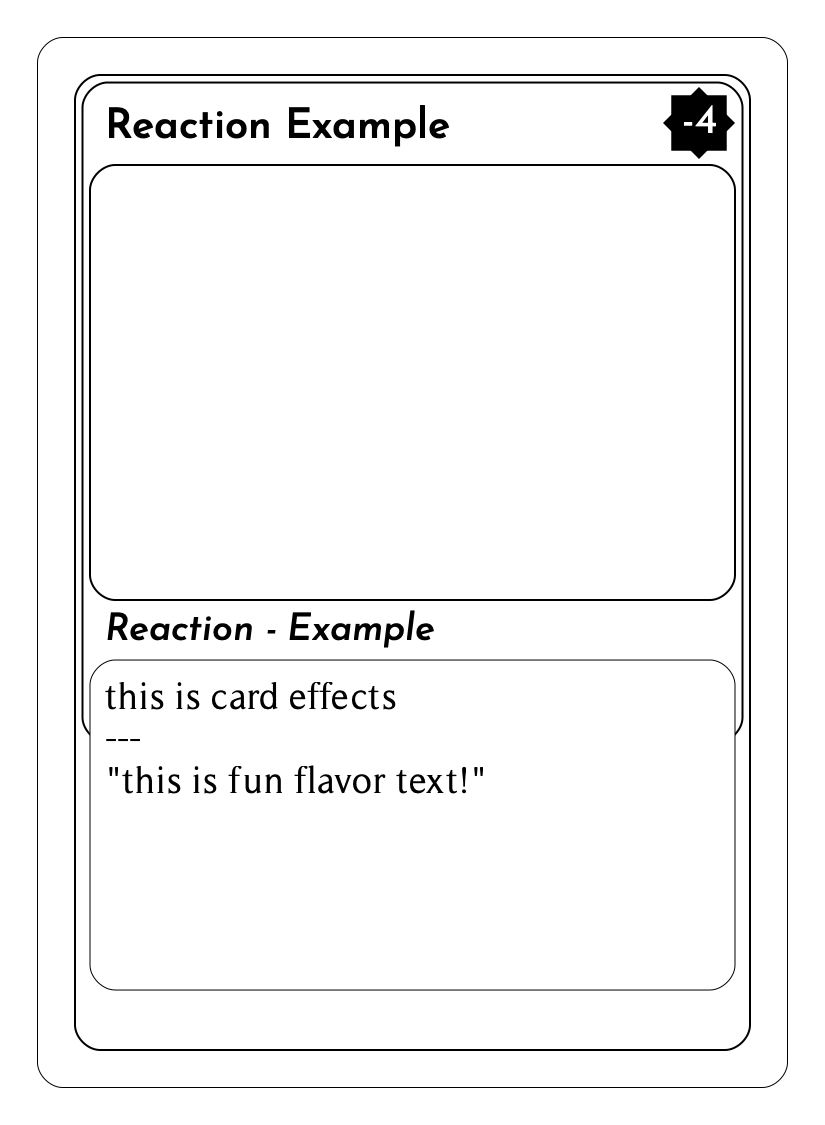 Reaction Example
-4
Reaction - Example
this is card effects
---
"this is fun flavor text!"